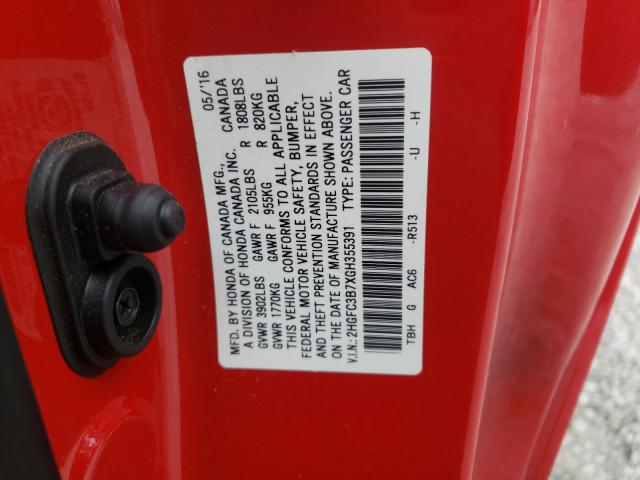 MFD. BY HONDA OF CANADA MFG., 05/'16
A DIVISION OF HONDA CANADA INC. CANADA
GVWR 3902LBS GAWR F 2105LBS R 1808LBS
GVWR 1770KG GAWR F 955KG R 820KG
THIS VEHICLE CONFORMS TO ALL APPLICABLE
FEDERAL MOTOR VEHICLE SAFETY, BUMPER,
AND THEFT PREVENTION STANDARDS IN EFFECT
ON THE DATE OF MANUFACTURE SHOWN ABOVE.
V.I.N.: 2HGFC3B7XGH355391 TYPE: PASSENGER CAR
TBH G AC6 -R513 -U -H